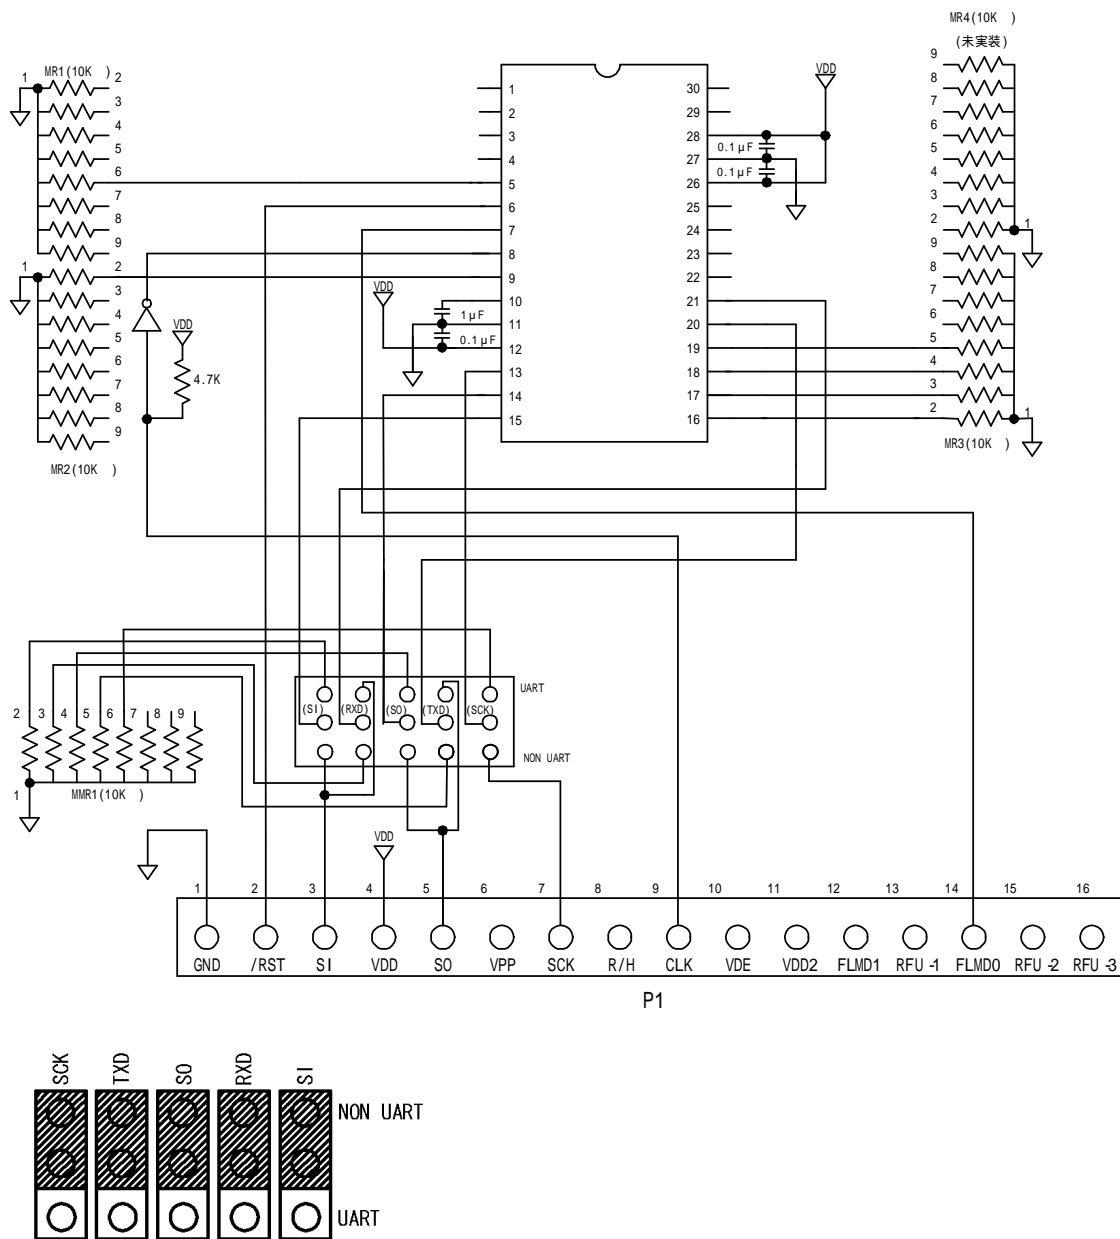 MR4(10K )
(未実装)
MR1(10K )
1
2
3
4
5
6
7
8
9
1
2
3
4
5
6
7
8
9
MR2(10K )
VDD
4.7K
VDD
1μF
0.1μF
1
2
3
4
5
6
7
8
9
10
11
12
13
14
15
30
29
28
27
26
25
24
23
22
21
20
19
18
17
16
VDD
0.1μF
0.1μF
9
8
7
6
5
4
3
2
1
9
8
7
6
5
4
3
2
1
MR3(10K )
UART
(SI) (RXD) (SO) (TXD) (SCK)
NON UART
2 3 4 5 6 7 8 9
1
MMR1(10K )
VDD
1 2 3 4 5 6 7 8 9 10 11 12 13 14 15 16
GND /RST SI VDD SO VPP SCK R/H CLK VDE VDD2 FLMD1 RFU-1 FLMD0 RFU-2 RFU-3
P1
SCK TXD SO RXD SI
NON UART
UART